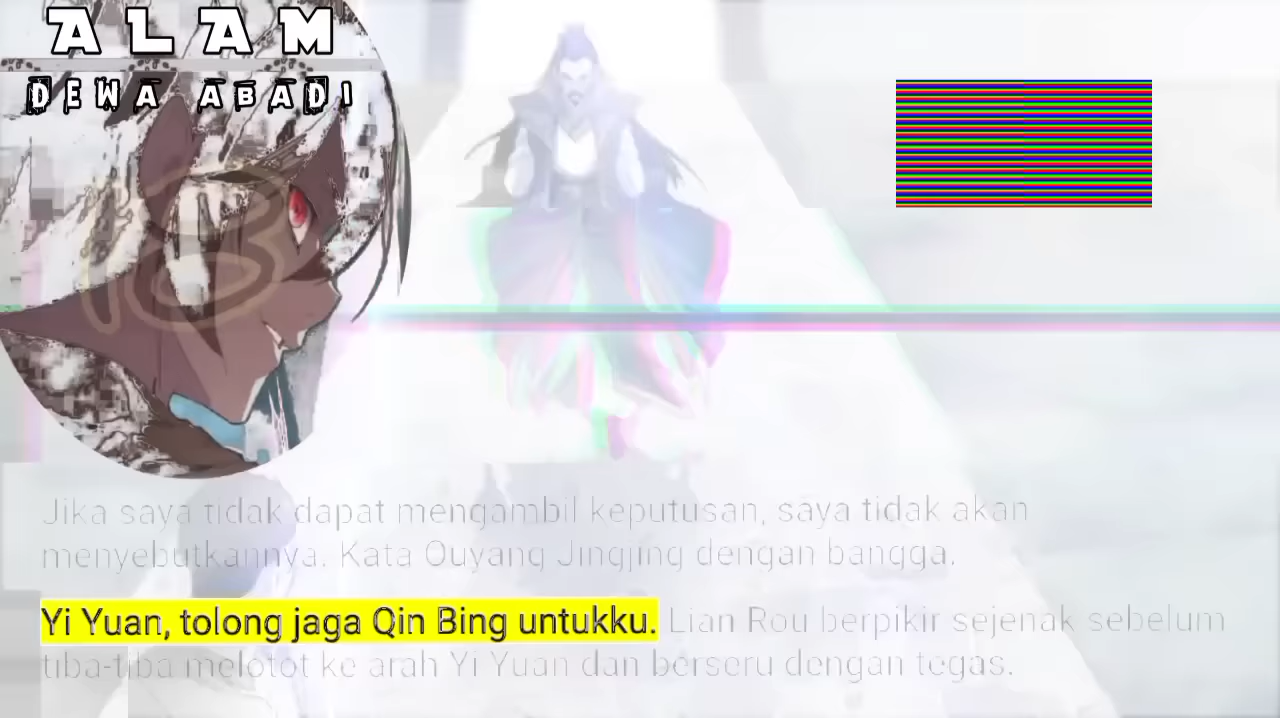 ALAM
DEWA ABADI
Jika saya tidak dapat mengambil keputusan, saya tidak akan
menyebutkannya. Kata Ouyang Jingjing dengan bangga.
Yi Yuan, tolong jaga Qin Bing untukku. Lian Rou berpikir sejenak sebelum
tiba-tiba melotot ke arah Yi Yuan dan berseru dengan tegas.